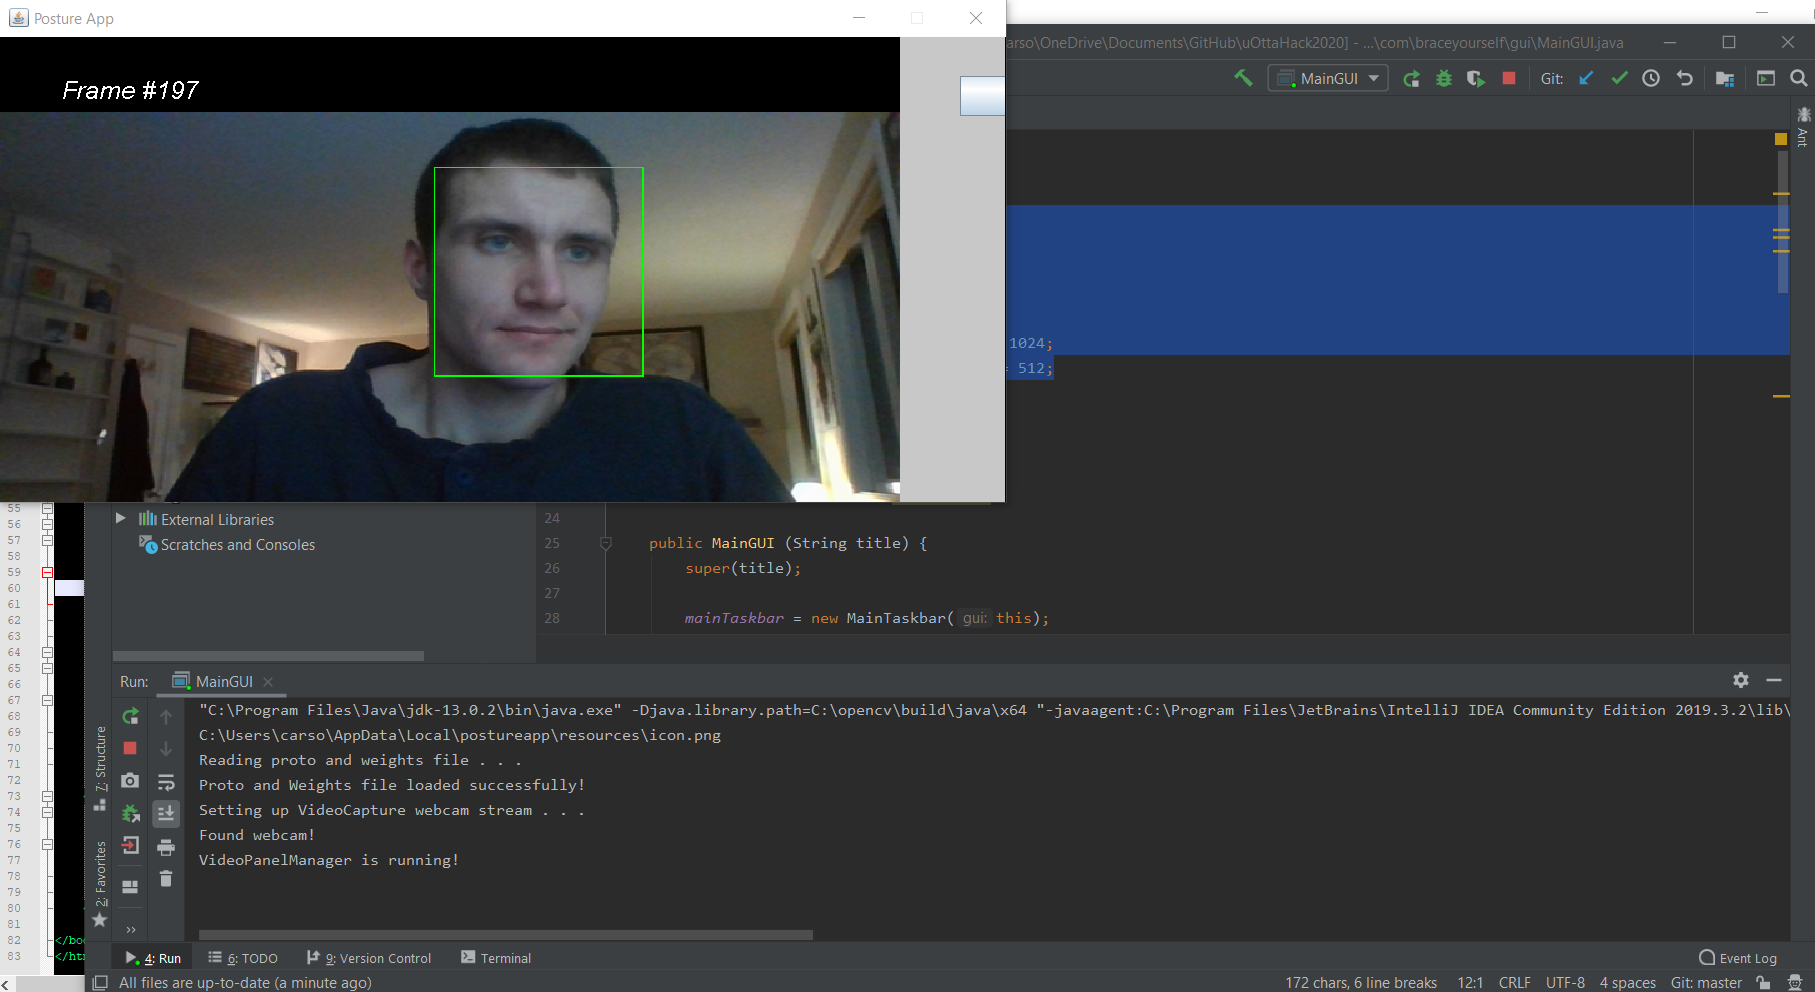 Posture App
Frame #197
arso\OneDrive\Documents\GitHub\uOttaHack2020] - ...\com\braceyourself\gui\MainGUI.java
MainGUI
Git:
Ant
1024;
= 512;
55
56
57
58
59
60
61
62
63
64
65
66
67
68
69
70
71
72
73
74
75
76
77
78
79
80
81
82
83
</bod
</htm
External Libraries
Scratches and Consoles
24
25 public MainGUI (String title) {
26 super(title);
27
28 mainTaskbar = new MainTaskbar( gui: this);
Run: MainGUI
"C:\Program Files\Java\jdk-13.0.2\bin\java.exe" -Djava.library.path=C:\opencv\build\java\x64 "-javaagent:C:\Program Files\JetBrains\IntelliJ IDEA Community Edition 2019.3.2\lib\
C:\Users\carso\AppData\Local\postureapp\resources\icon.png
Reading proto and weights file . . .
Proto and Weights file loaded successfully!
Setting up VideoCapture webcam stream . . .
Found webcam!
VideoPanelManager is running!
7: Structure
2: Favorites
4: Run 6: TODO 9: Version Control Terminal Event Log
All files are up-to-date (a minute ago) 172 chars, 6 line breaks 12:1 CRLF UTF-8 4 spaces Git: master